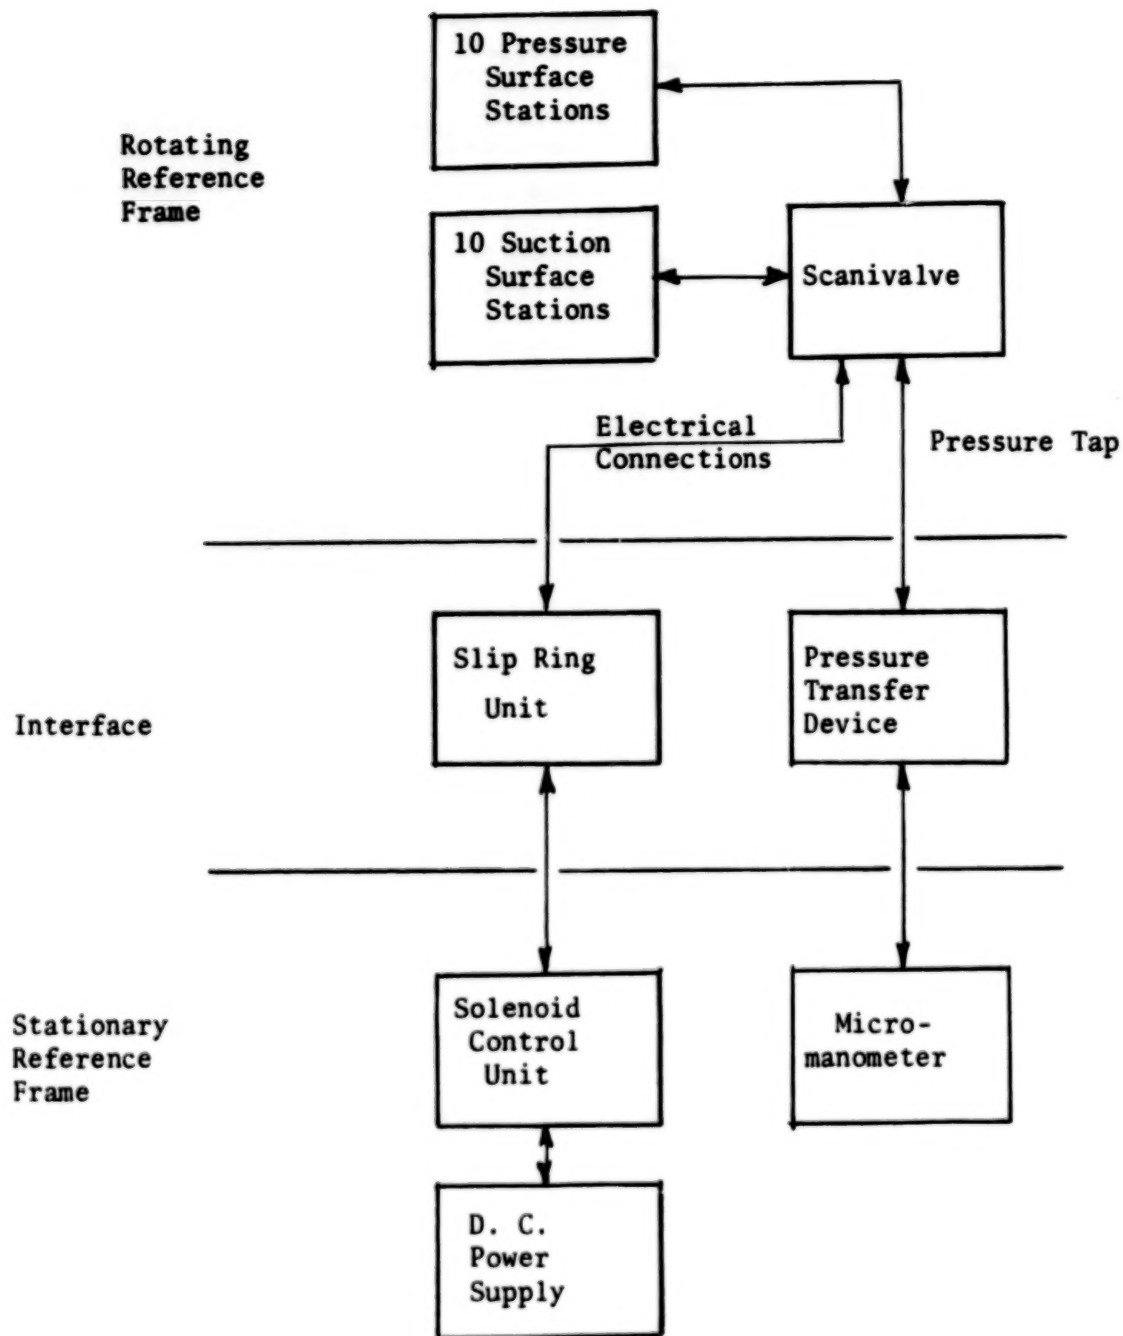 10 Pressure
Surface
Stations
Rotating
Reference
Frame
10 Suction
Surface
Stations
Scanivalve
Electrical
Connections
Pressure Tap
Slip Ring
Unit
Pressure
Transfer
Device
Interface
Solenoid
Control
Unit
Micro-
manometer
Stationary
Reference
Frame
D. C.
Power
Supply